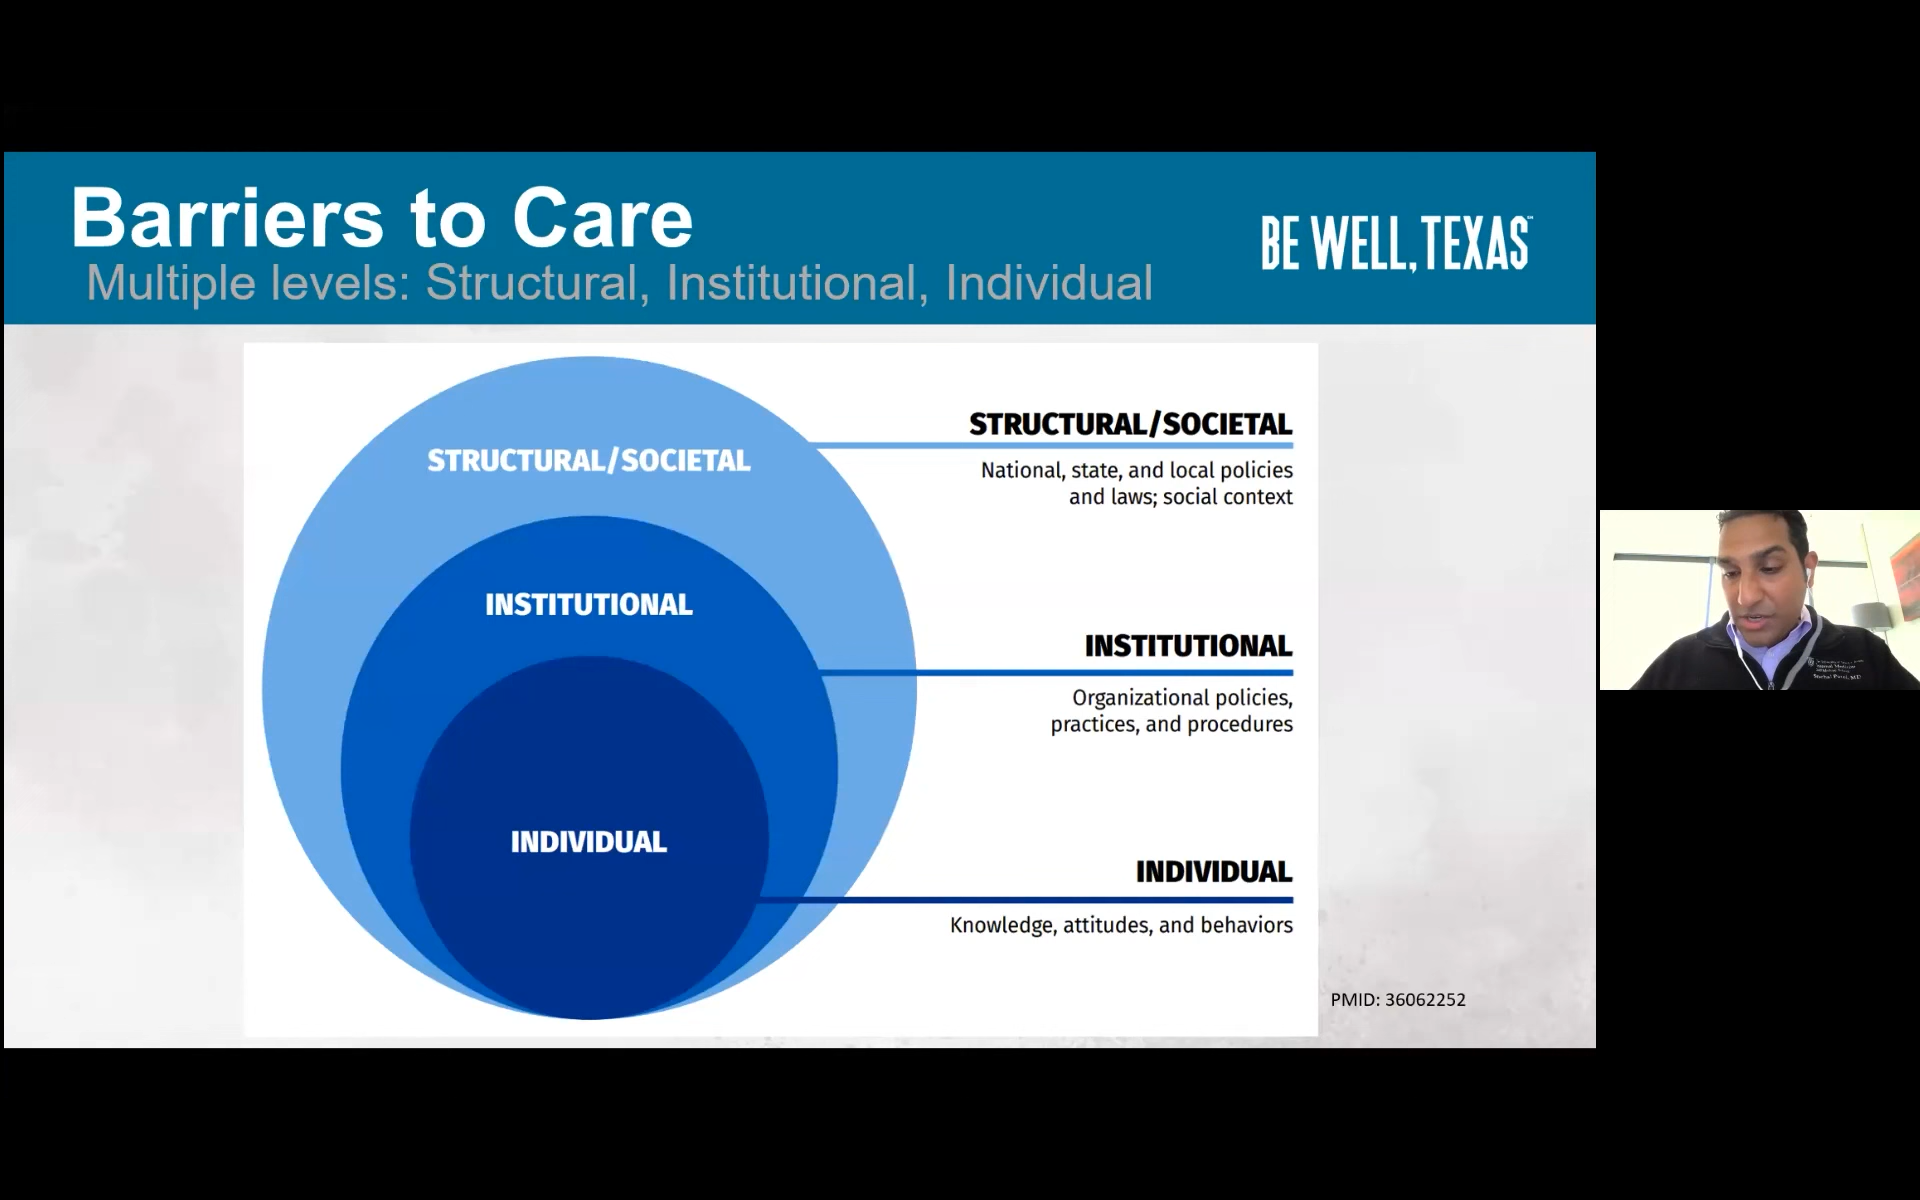 Barriers to Care
Multiple levels: Structural, Institutional, Individual
BE WELL, TEXAS™
STRUCTURAL/SOCIETAL
INSTITUTIONAL
INDIVIDUAL
STRUCTURAL/SOCIETAL
National, state, and local policies
and laws; social context
INSTITUTIONAL
Organizational policies,
practices, and procedures
INDIVIDUAL
Knowledge, attitudes, and behaviors
PMID: 36062252